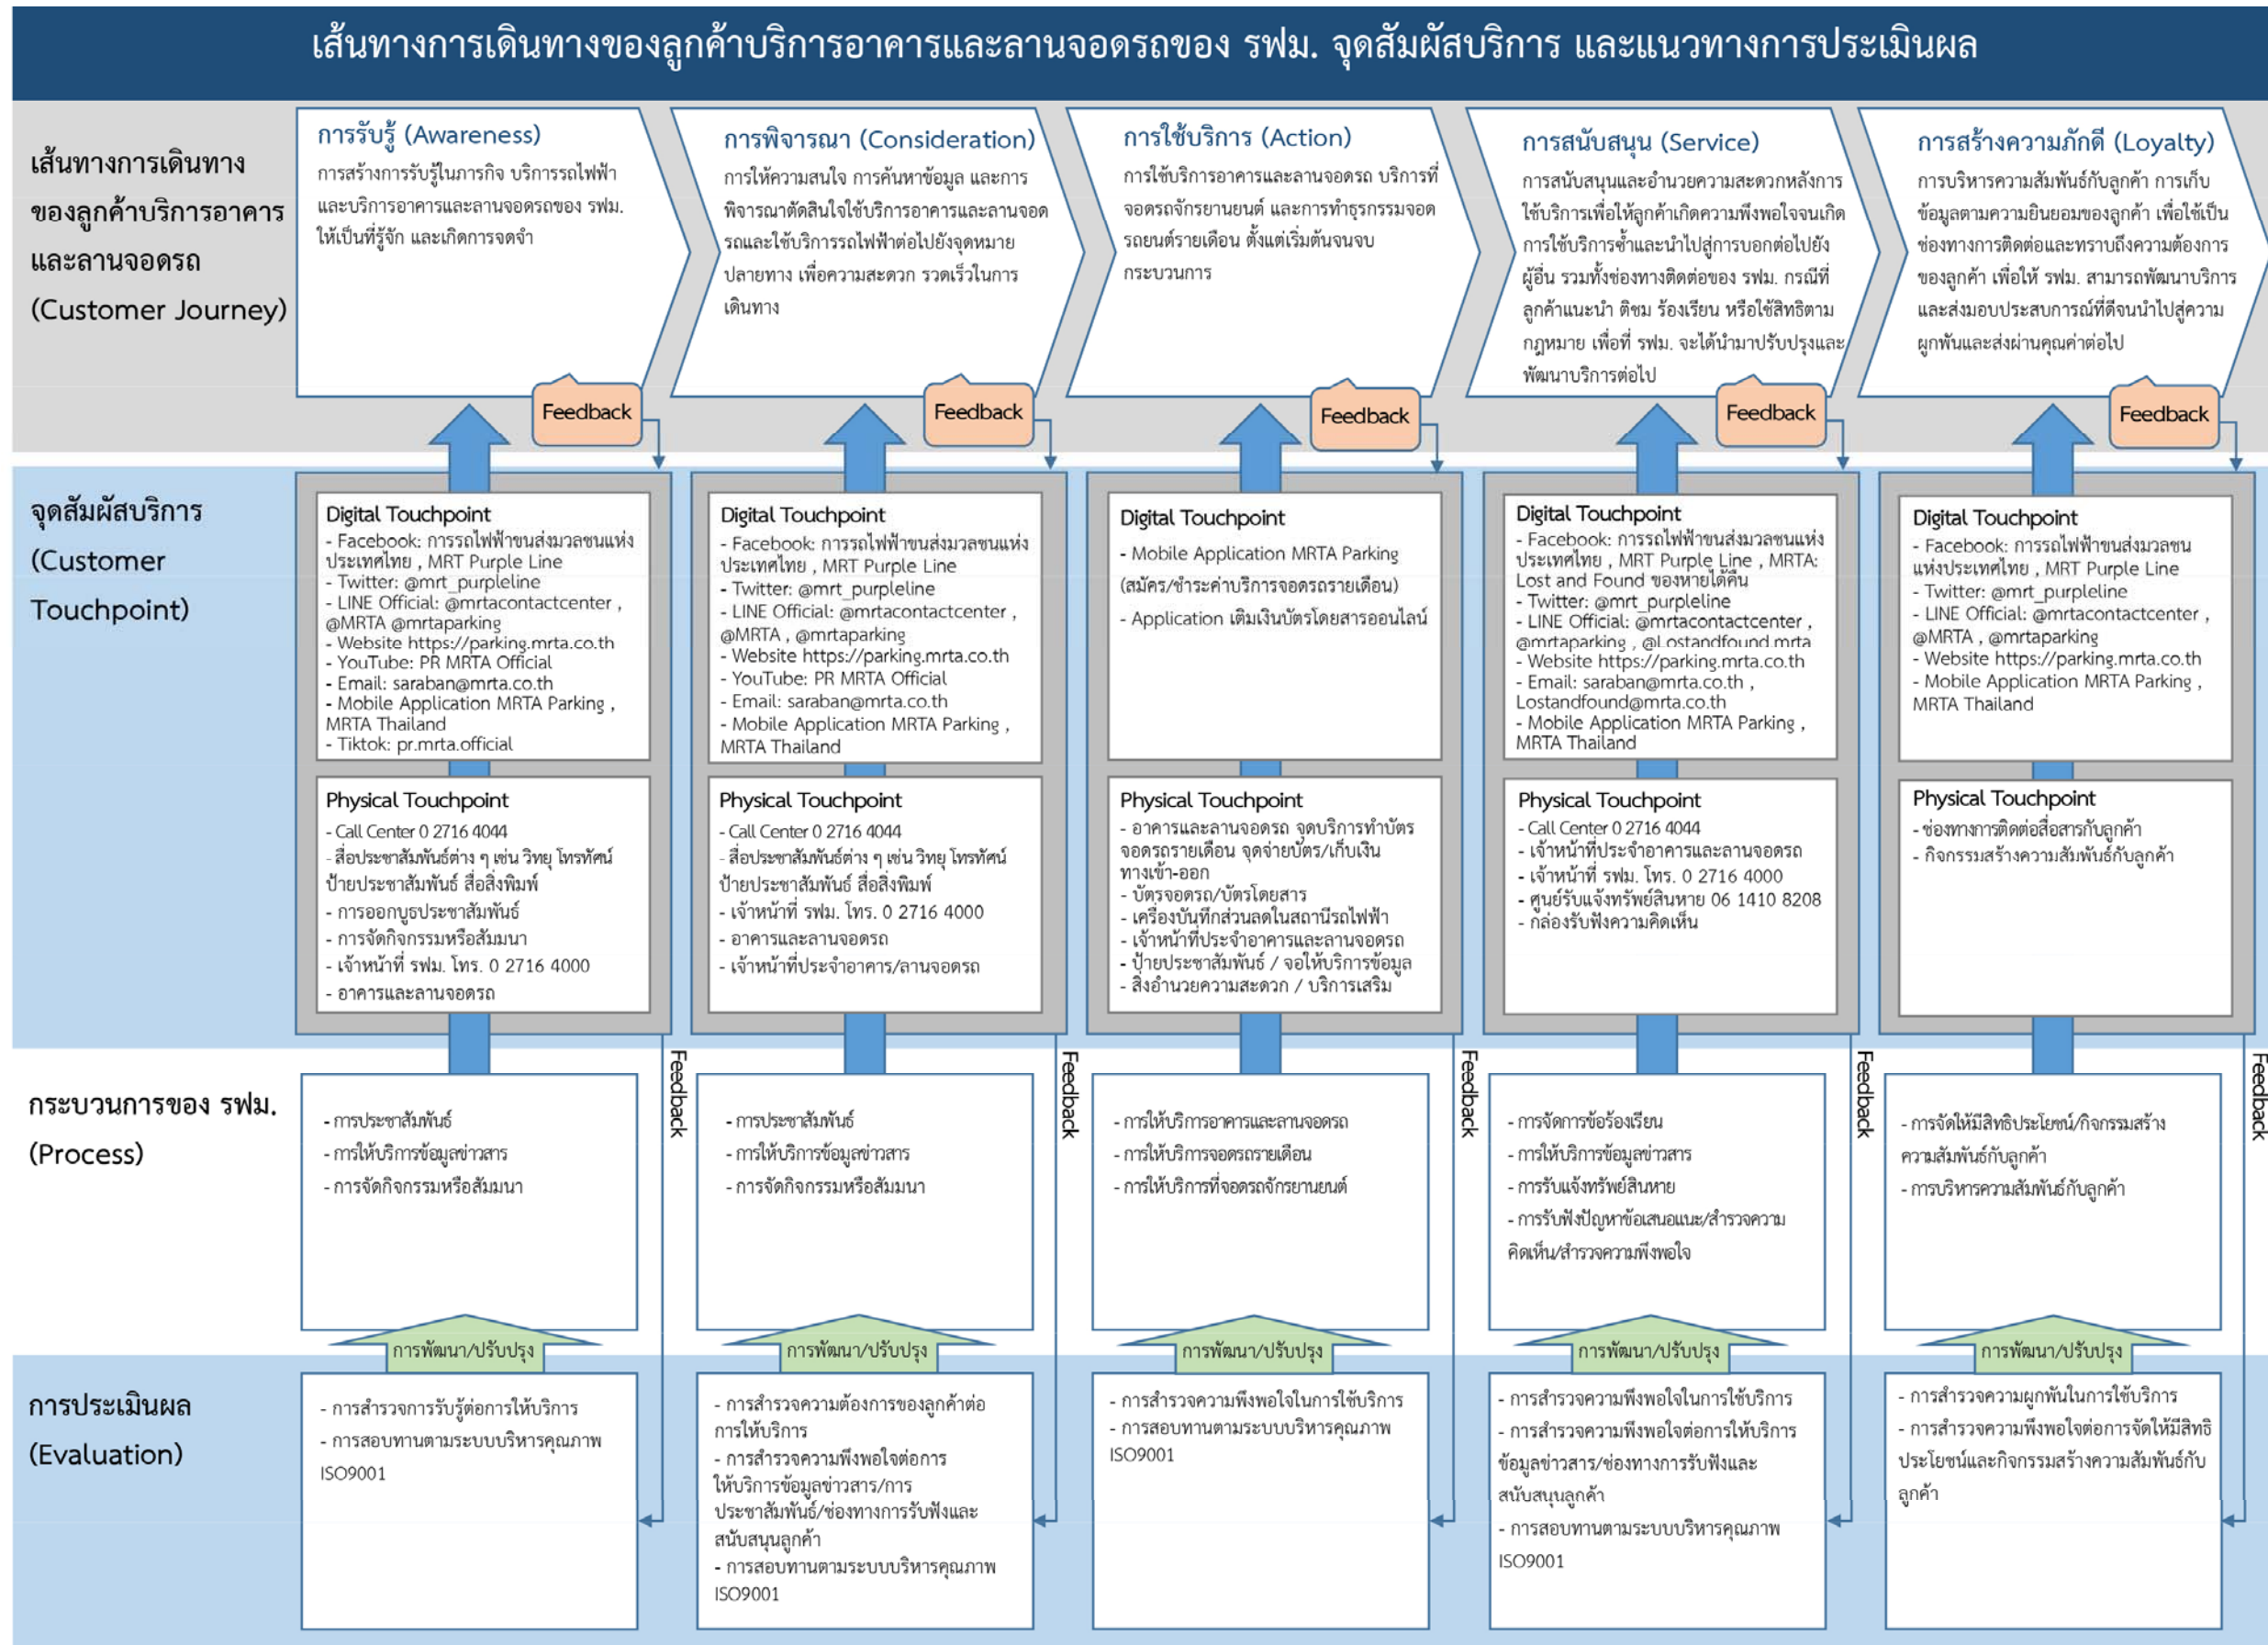 เส้นทางการเดินทางของลูกค้าบริการอาคารและลานจอดรถของ รฟม. จุดสัมผัสบริการ และแนวทางการประเมินผล
เส้นทางการเดินทาง
ของลูกค้าบริการอาคาร
และลานจอดรถ
(Customer Journey)
การรับรู้ (Awareness)
การสร้างการรับรู้ในภารกิจ บริการรถไฟฟ้า
และบริการอาคารและลานจอดรถของ รฟม.
ให้เป็นที่รู้จัก และเกิดการจดจำ
Feedback
การพิจารณา (Consideration)
การให้ความสนใจ การค้นหาข้อมูล และการ
พิจารณาตัดสินใจใช้บริการอาคารและลานจอด
รถและใช้บริการรถไฟฟ้าต่อไปยังจุดหมาย
ปลายทาง เพื่อความสะดวก รวดเร็วในการ
เดินทาง
Feedback
การใช้บริการ (Action)
การใช้บริการอาคารและลานจอดรถ บริการที่
จอดรถจักรยานยนต์ และการทำธุรกรรมจอด
รถยนต์รายเดือน ตั้งแต่เริ่มต้นจนจบ
กระบวนการ
Feedback
การสนับสนุน (Service)
การสนับสนุนและอำนวยความสะดวกหลังการ
ใช้บริการเพื่อให้ลูกค้าเกิดความพึงพอใจจนเกิด
การใช้บริการซ้ำและนำไปสู่การบอกต่อไปยัง
ผู้อื่น รวมทั้งช่องทางติดต่อของ รฟม. กรณีที่
ลูกค้าแนะนำ ติชม ร้องเรียน หรือใช้สิทธิตาม
กฎหมาย เพื่อที่ รฟม. จะได้นำมาปรับปรุงและ
พัฒนาบริการต่อไป
Feedback
การสร้างความภักดี (Loyalty)
การบริหารความสัมพันธ์กับลูกค้า การเก็บ
ข้อมูลตามความยินยอมของลูกค้า เพื่อใช้เป็น
ช่องทางการติดต่อและทราบถึงความต้องการ
ของลูกค้า เพื่อให้ รฟม. สามารถพัฒนาบริการ
และส่งมอบประสบการณ์ที่ดีจนนำไปสู่ความ
ผูกพันและส่งผ่านคุณค่าต่อไป
Feedback
จุดสัมผัสบริการ
(Customer
Touchpoint)
Digital Touchpoint
- Facebook: การรถไฟฟ้าขนส่งมวลชนแห่ง
ประเทศไทย , MRT Purple Line
- Twitter: @mrt_purpleline
- LINE Official: @mrtacontactcenter ,
@MRTA @mrtaparking
- Website https://parking.mrta.co.th
- YouTube: PR MRTA Official
- Email: saraban@mrta.co.th
- Mobile Application MRTA Parking ,
MRTA Thailand
- Tiktok: pr.mrta.official
Physical Touchpoint
- Call Center 0 2716 4044
- สื่อประชาสัมพันธ์ต่าง ๆ เช่น วิทยุ โทรทัศน์
ป้ายประชาสัมพันธ์ สื่อสิ่งพิมพ์
- การออกบูธประชาสัมพันธ์
- การจัดกิจกรรมหรือสัมมนา
- เจ้าหน้าที่ รฟม. โทร. 0 2716 4000
- อาคารและลานจอดรถ
Digital Touchpoint
- Facebook: การรถไฟฟ้าขนส่งมวลชนแห่ง
ประเทศไทย , MRT Purple Line
- Twitter: @mrt_purpleline
- LINE Official: @mrtacontactcenter ,
@MRTA , @mrtaparking
- Website https://parking.mrta.co.th
- YouTube: PR MRTA Official
- Email: saraban@mrta.co.th
- Mobile Application MRTA Parking ,
MRTA Thailand
Physical Touchpoint
- Call Center 0 2716 4044
- สื่อประชาสัมพันธ์ต่าง ๆ เช่น วิทยุ โทรทัศน์
ป้ายประชาสัมพันธ์ สื่อสิ่งพิมพ์
- เจ้าหน้าที่ รฟม. โทร. 0 2716 4000
- อาคารและลานจอดรถ
- เจ้าหน้าที่ประจำอาคาร/ลานจอดรถ
Digital Touchpoint
- Mobile Application MRTA Parking
(สมัคร/ชำระค่าบริการจอดรถรายเดือน)
- Application เติมเงินบัตรโดยสารออนไลน์
Physical Touchpoint
- อาคารและลานจอดรถ จุดบริการทำบัตร
จอดรถรายเดือน จุดจ่ายบัตร/เก็บเงิน
ทางเข้า-ออก
- บัตรจอดรถ/บัตรโดยสาร
- เครื่องบันทึกส่วนลดในสถานีรถไฟฟ้า
- เจ้าหน้าที่ประจำอาคารและลานจอดรถ
- ป้ายประชาสัมพันธ์ / จอให้บริการข้อมูล
- สิ่งอำนวยความสะดวก / บริการเสริม
Digital Touchpoint
- Facebook: การรถไฟฟ้าขนส่งมวลชนแห่ง
ประเทศไทย , MRT Purple Line , MRTA:
Lost and Found ของหายได้คืน
- Twitter: @mrt_purpleline
- LINE Official: @mrtacontactcenter ,
@mrtaparking , @Lostandfound.mrta
- Website https://parking.mrta.co.th
- Email: saraban@mrta.co.th ,
Lostandfound@mrta.co.th
- Mobile Application MRTA Parking ,
MRTA Thailand
Physical Touchpoint
- Call Center 0 2716 4044
- เจ้าหน้าที่ประจำอาคารและลานจอดรถ
- เจ้าหน้าที่ รฟม. โทร. 0 2716 4000
- ศูนย์รับแจ้งทรัพย์สินหาย 06 1410 8208
- กล่องรับฟังความคิดเห็น
Digital Touchpoint
- Facebook: การรถไฟฟ้าขนส่งมวลชน
แห่งประเทศไทย , MRT Purple Line
- Twitter: @mrt_purpleline
- LINE Official: @mrtacontactcenter ,
@MRTA , @mrtaparking
- Website https://parking.mrta.co.th
- Mobile Application MRTA Parking ,
MRTA Thailand
Physical Touchpoint
- ช่องทางการติดต่อสื่อสารกับลูกค้า
- กิจกรรมสร้างความสัมพันธ์กับลูกค้า
กระบวนการของ รฟม.
(Process)
- การประชาสัมพันธ์
- การให้บริการข้อมูลข่าวสาร
- การจัดกิจกรรมหรือสัมมนา
Feedback
- การประชาสัมพันธ์
- การให้บริการข้อมูลข่าวสาร
- การจัดกิจกรรมหรือสัมมนา
Feedback
- การให้บริการอาคารและลานจอดรถ
- การให้บริการจอดรถรายเดือน
- การให้บริการที่จอดรถจักรยานยนต์
Feedback
- การจัดการข้อร้องเรียน
- การให้บริการข้อมูลข่าวสาร
- การรับแจ้งทรัพย์สินหาย
- การรับฟังปัญหาข้อเสนอแนะ/สำรวจความ
คิดเห็น/สำรวจความพึงพอใจ
Feedback
- การจัดให้มีสิทธิประโยชน์/กิจกรรมสร้าง
ความสัมพันธ์กับลูกค้า
- การบริหารความสัมพันธ์กับลูกค้า
Feedback
การพัฒนา/ปรับปรุง
การพัฒนา/ปรับปรุง
การพัฒนา/ปรับปรุง
การพัฒนา/ปรับปรุง
การพัฒนา/ปรับปรุง
การประเมินผล
(Evaluation)
- การสำรวจการรับรู้ต่อการให้บริการ
- การสอบทานตามระบบบริหารคุณภาพ
ISO9001
- การสำรวจความต้องการของลูกค้าต่อ
การให้บริการ
- การสำรวจความพึงพอใจต่อการ
ให้บริการข้อมูลข่าวสาร/การ
ประชาสัมพันธ์/ช่องทางการรับฟังและ
สนับสนุนลูกค้า
- การสอบทานตามระบบบริหารคุณภาพ
ISO9001
- การสำรวจความพึงพอใจในการใช้บริการ
- การสอบทานตามระบบบริหารคุณภาพ
ISO9001
- การสำรวจความพึงพอใจในการใช้บริการ
- การสำรวจความพึงพอใจต่อการให้บริการ
ข้อมูลข่าวสาร/ช่องทางการรับฟังและ
สนับสนุนลูกค้า
- การสอบทานตามระบบบริหารคุณภาพ
ISO9001
- การสำรวจความผูกพันในการใช้บริการ
- การสำรวจความพึงพอใจต่อการจัดให้มีสิทธิ
ประโยชน์และกิจกรรมสร้างความสัมพันธ์กับ
ลูกค้า